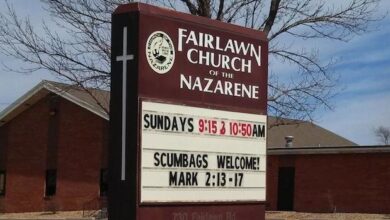 FAIRLAWN
CHURCH
OF THE
NAZARENE
SUNDAYS 9:15 & 10:50AM
SCUMBAGS WELCOME!
MARK 2:13-17